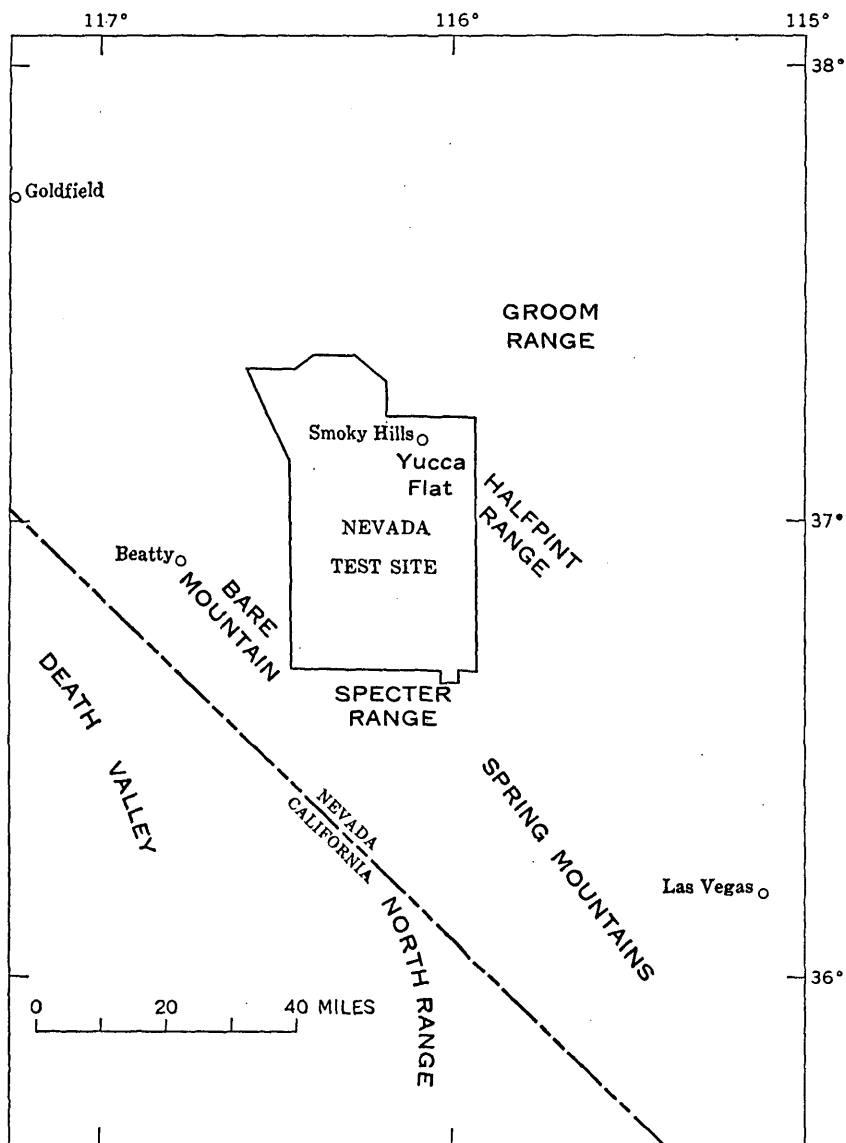 117° 116° 115°
38°
Goldfield
GROOM
RANGE
Smoky Hills
Yucca
Flat
HALFPINT
RANGE
37°
NEVADA
TEST SITE
Beatty
BARE
MOUNTAIN
DEATH VALLEY
SPECTER
RANGE
SPRING MOUNTAINS
NEVADA
CALIFORNIA
Las Vegas
NORTH RANGE
36°
0 20 40 MILES